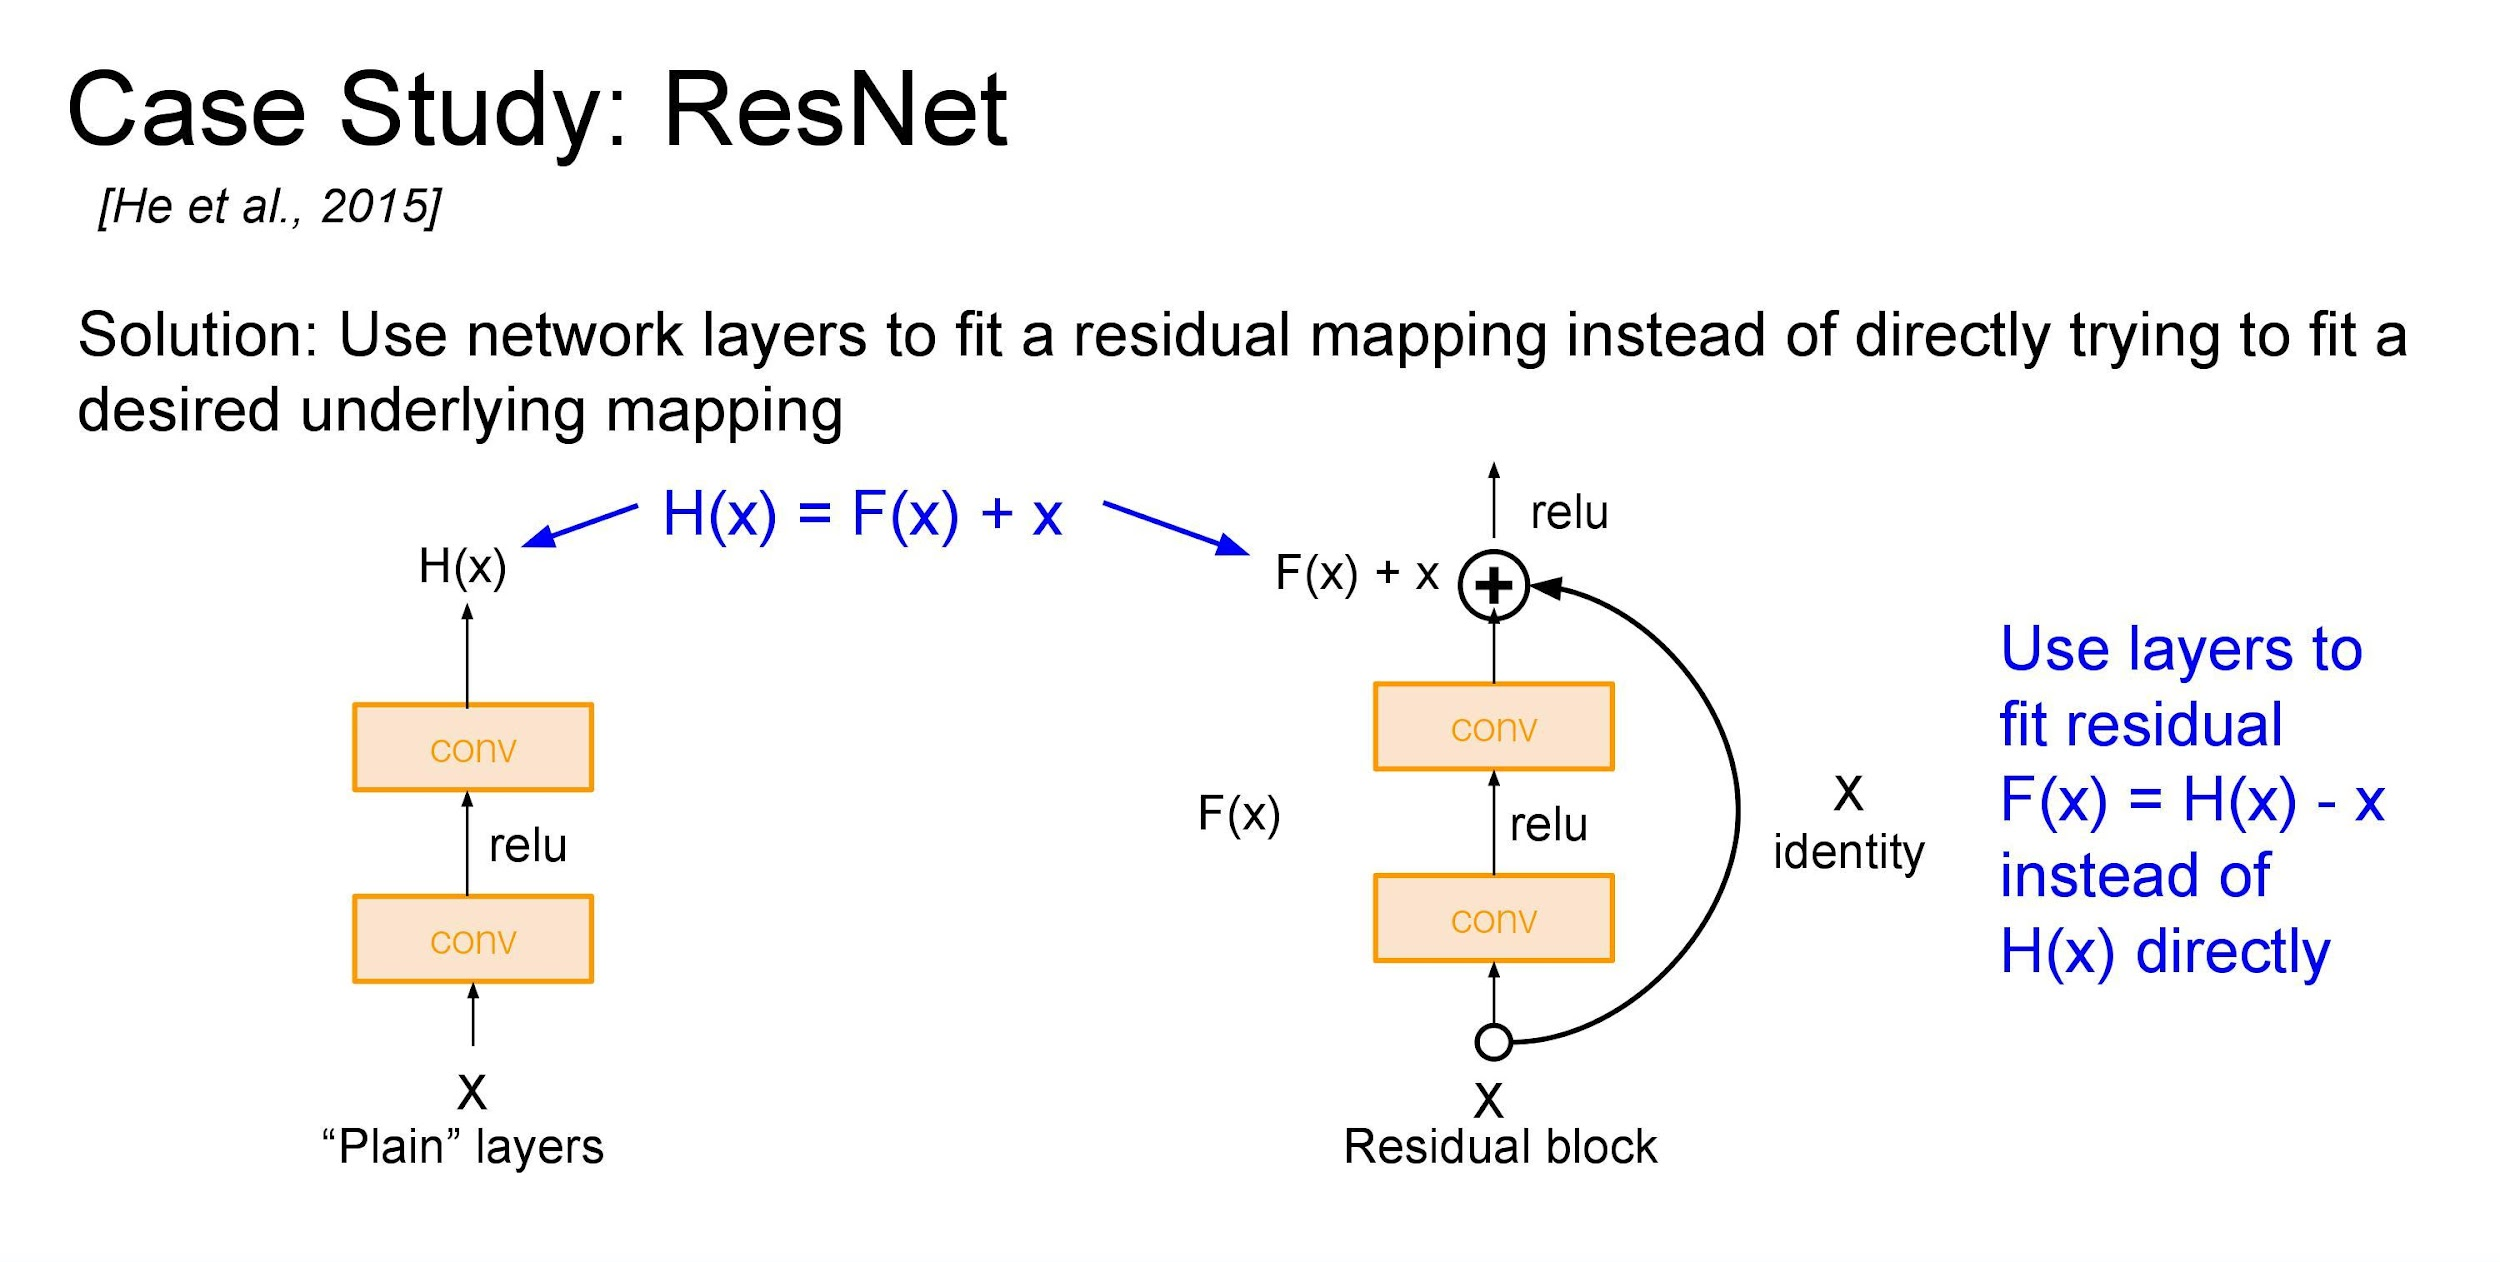 Case Study: ResNet
[He et al., 2015]
Solution: Use network layers to fit a residual mapping instead of directly trying to fit a
desired underlying mapping
H(x) = F(x) + x
H(x)
conv
relu
conv
X
“Plain” layers
relu
F(x) + x
+
conv
F(x)
relu
conv
X
identity
X
Residual block
Use layers to
fit residual
F(x) = H(x) - x
instead of
H(x) directly